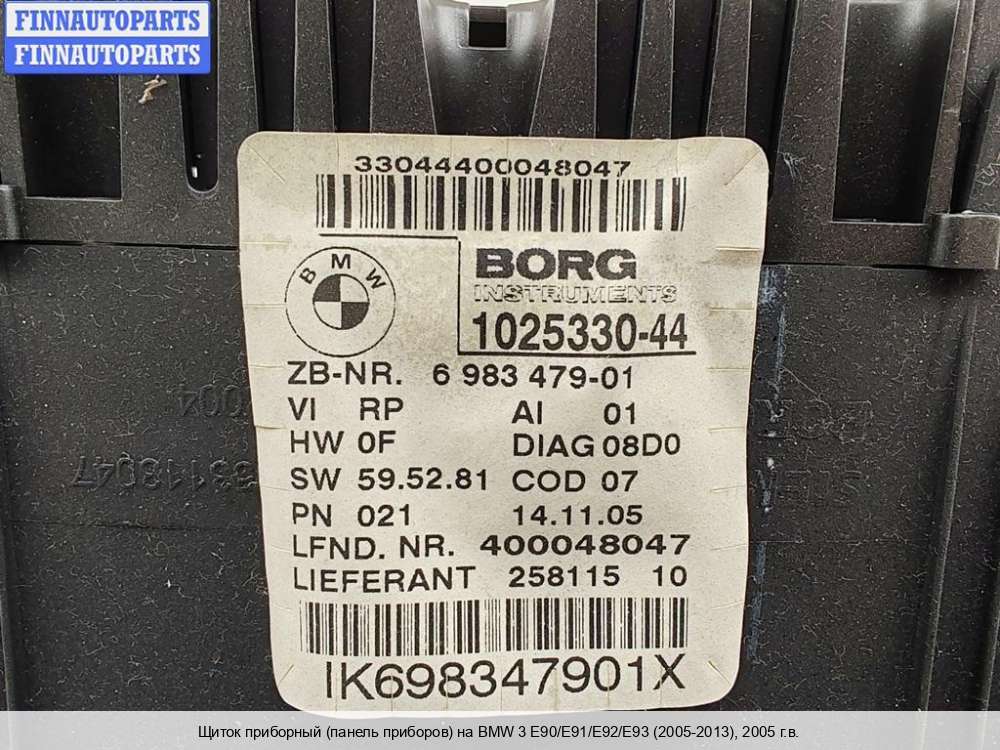 FINNAUTOPARTS
FINNAUTOPARTS
33044400048047
BMW
BORG
INSTRUMENTS
1025330-44
ZB-NR. 6 983 479-01
VI RP AI 01
HW 0F DIAG 08D0
SW 59.52.81 COD 07
PN 021 14.11.05
LFND. NR. 400048047
LIEFERANT 258115 10
IK698347901X
Щиток приборный (панель приборов) на BMW 3 E90/E91/E92/E93 (2005-2013), 2005 г.в.